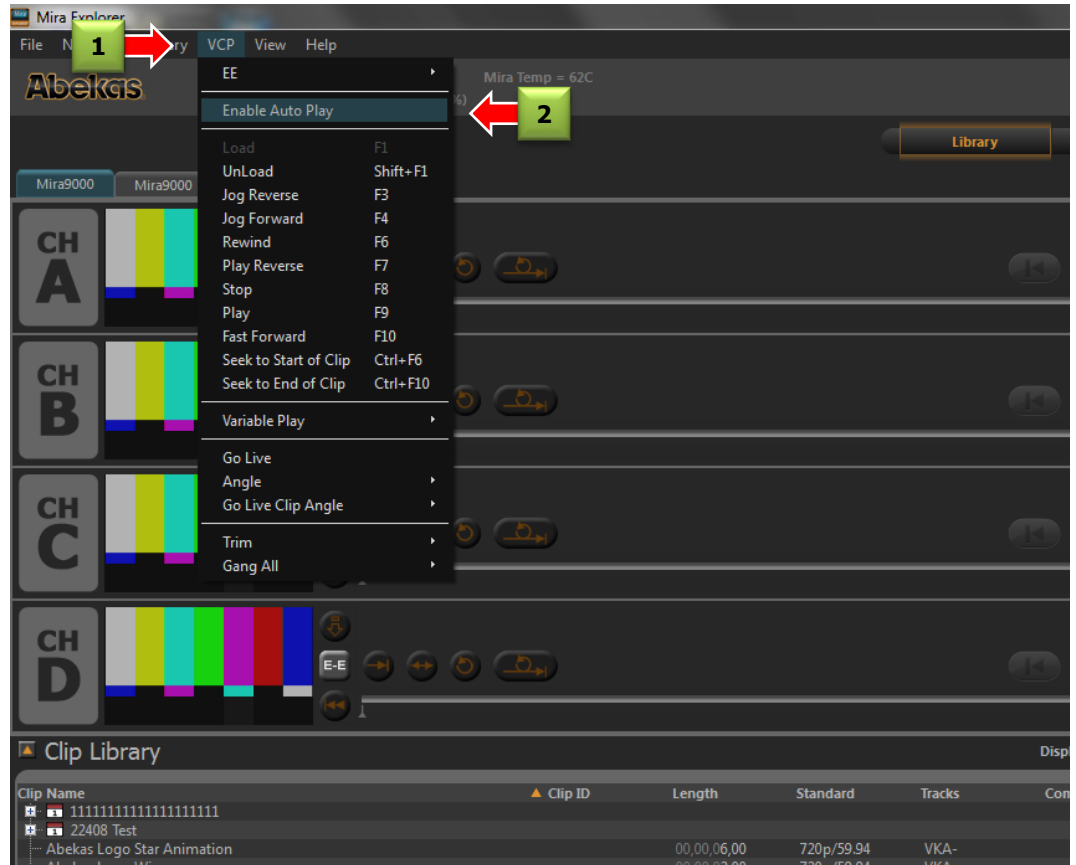 Mira Explorer
File
VCP View Help
1
Abekas
EE
Mira Temp = 62C
%)
Enable Auto Play
2
Load F1
Library
UnLoad Shift+F1
Mira9000 Mira9000
Jog Reverse F3
Jog Forward F4
Rewind F6
Play Reverse F7
Stop F8
Play F9
Fast Forward F10
Seek to Start of Clip Ctrl+F6
Seek to End of Clip Ctrl+F10
Variable Play
Go Live
Angle
Go Live Clip Angle
Trim
Gang All
CH
A
CH
B
CH
C
CH
D
E-E
Clip Library
Clip Name Clip ID Length Standard Tracks
11111111111111111111
22408 Test
Abekas Logo Star Animation 00,00,06,00 720p/59.94 VKA-